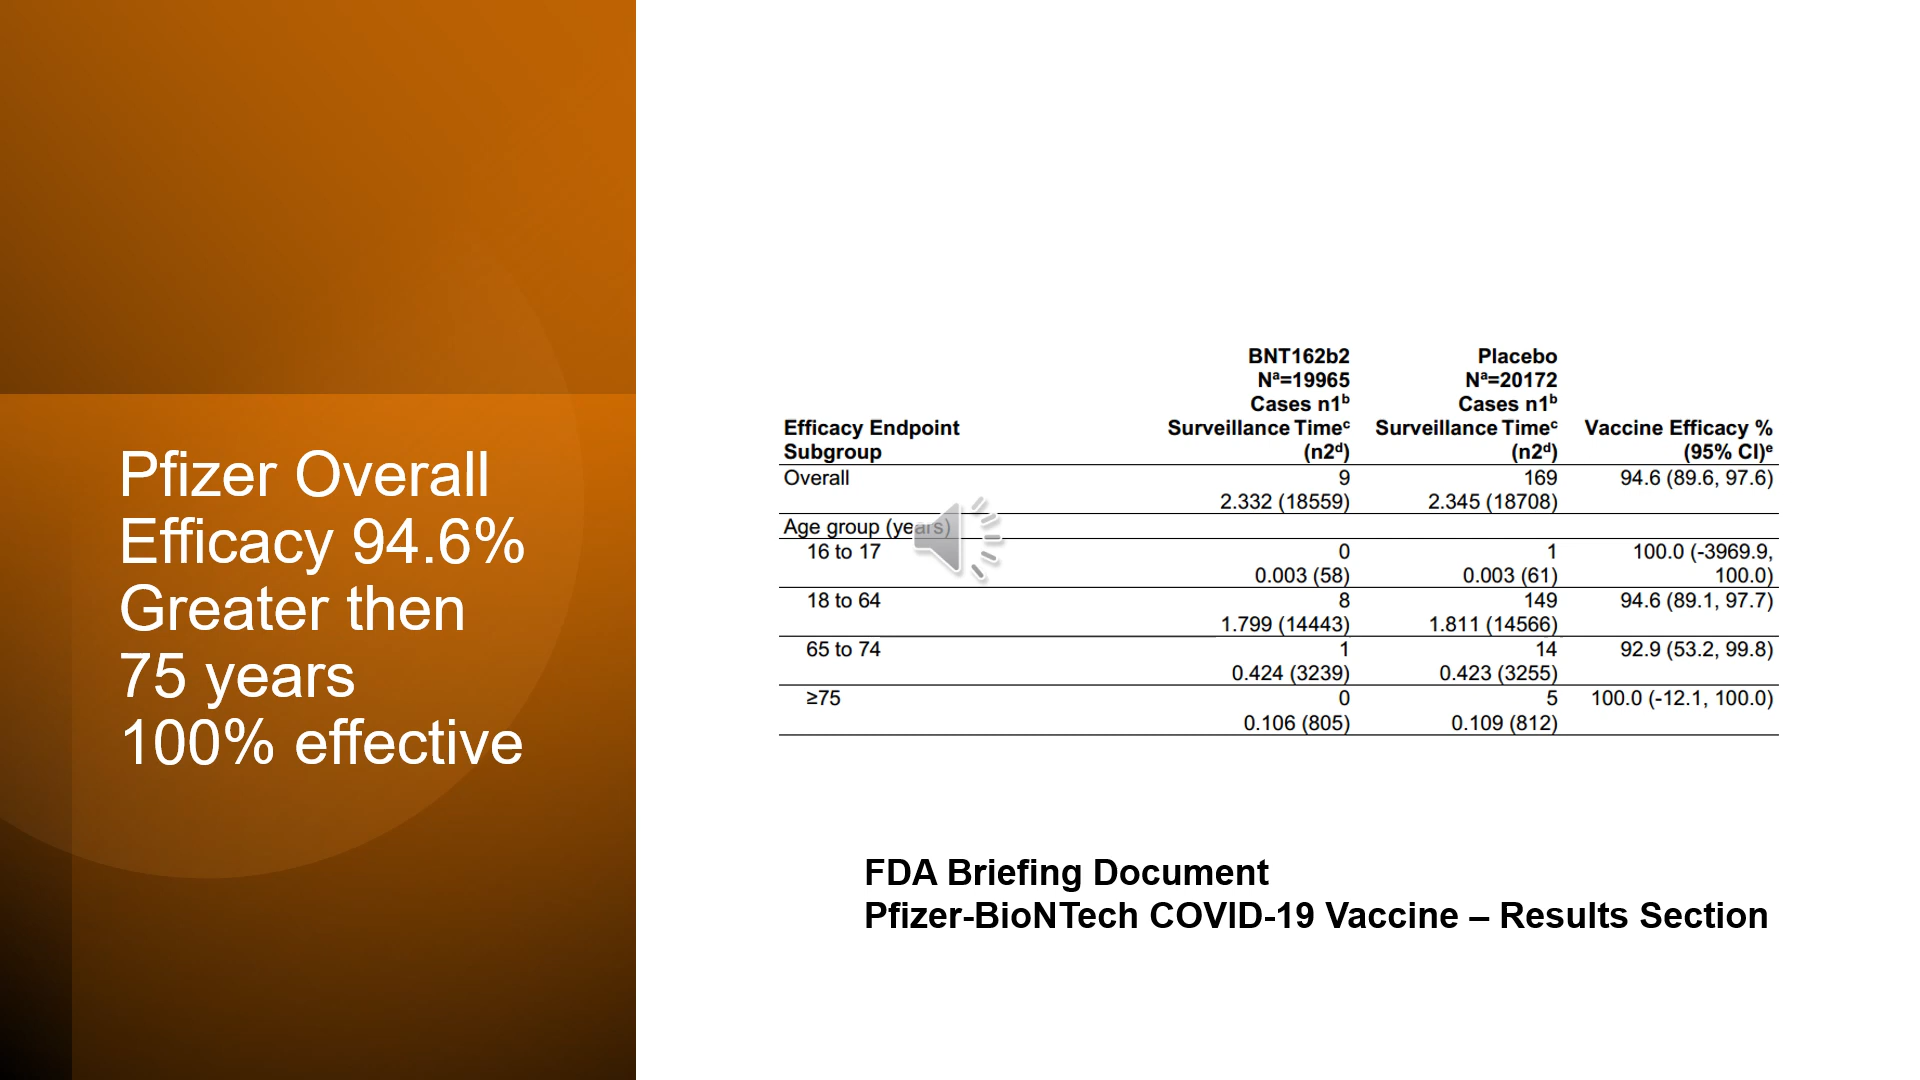 Pfizer Overall
Efficacy 94.6%
Greater then
75 years
100% effective
BNT162b2 Placebo
Nᵃ=19965 Nᵃ=20172
Cases n1ᵇ Cases n1ᵇ
Efficacy Endpoint Surveillance Timeᶜ Surveillance Timeᶜ Vaccine Efficacy %
Subgroup (n2ᵈ) (n2ᵈ) (95% CI)ᵉ
Overall 9 169 94.6 (89.6, 97.6)
2.332 (18559) 2.345 (18708)
Age group (years)
16 to 17 0 1 100.0 (-3969.9,
0.003 (58) 0.003 (61) 100.0)
18 to 64 8 149 94.6 (89.1, 97.7)
1.799 (14443) 1.811 (14566)
65 to 74 1 14 92.9 (53.2, 99.8)
0.424 (3239) 0.423 (3255)
≥75 0 5 100.0 (-12.1, 100.0)
0.106 (805) 0.109 (812)
FDA Briefing Document
Pfizer-BioNTech COVID-19 Vaccine – Results Section